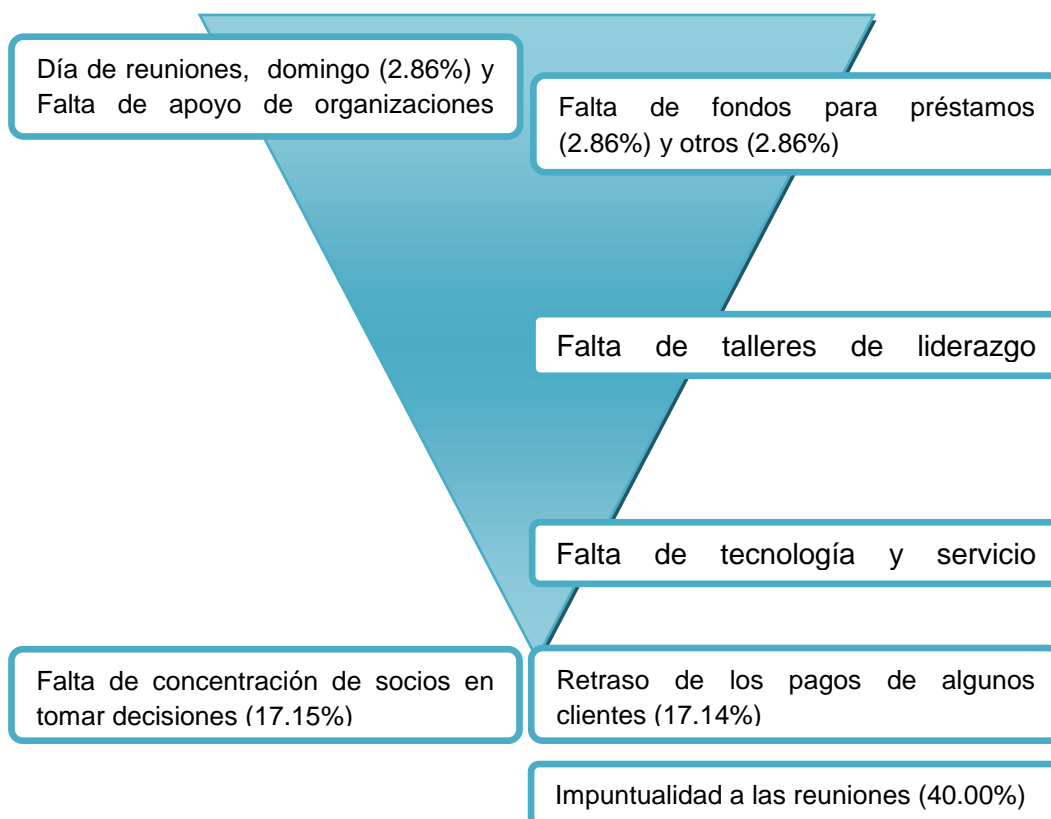 Día de reuniones, domingo (2.86%) y
Falta de apoyo de organizaciones
Falta de fondos para préstamos
(2.86%) y otros (2.86%)
Falta de talleres de liderazgo
Falta de tecnología y servicio
Falta de concentración de socios en
tomar decisiones (17.15%)
Retraso de los pagos de algunos
clientes (17.14%)
Impuntualidad a las reuniones (40.00%)